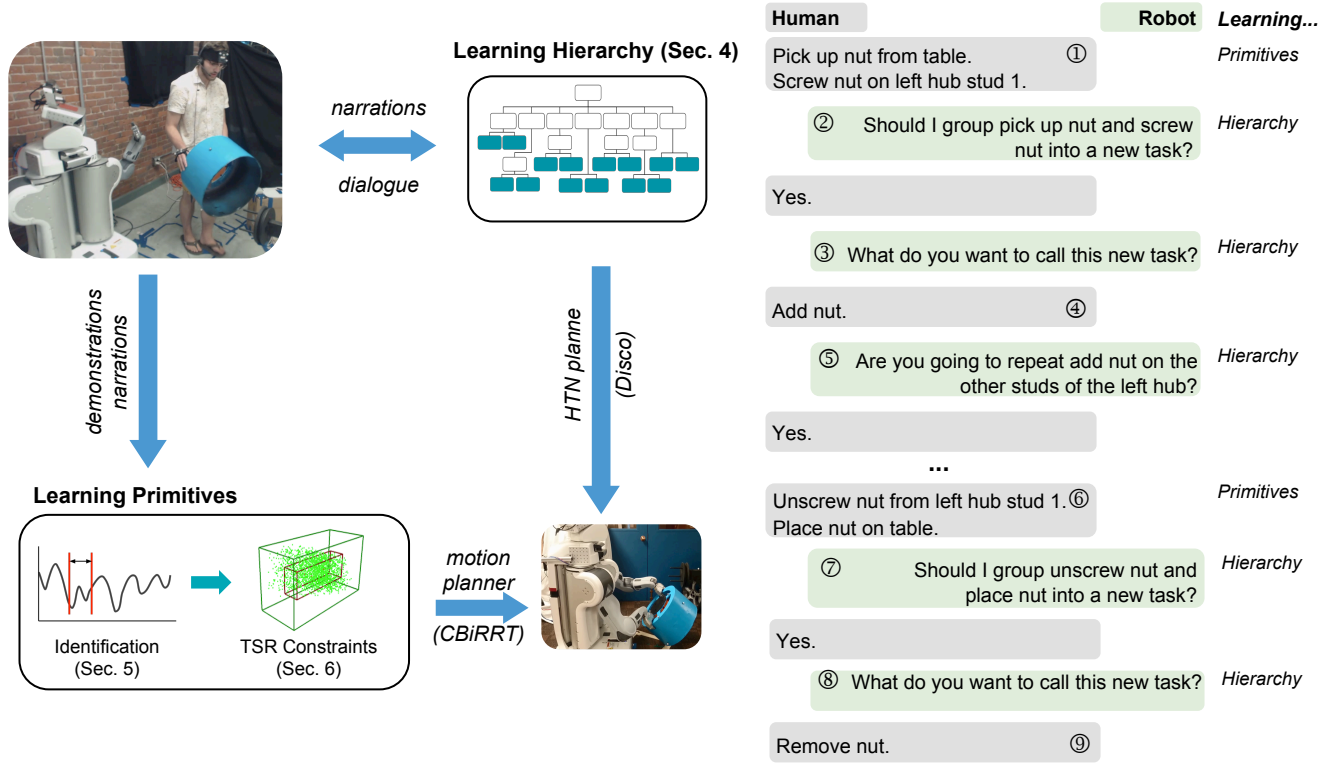 Learning Hierarchy (Sec. 4)
narrations
dialogue
demonstrations
narrations
HTN planne
(Disco)
Learning Primitives
Identification
(Sec. 5)
TSR Constraints
(Sec. 6)
motion
planner
(CBiRRT)
Human
Robot
Learning...
Pick up nut from table. ①
Screw nut on left hub stud 1.
Primitives
② Should I group pick up nut and screw
nut into a new task?
Hierarchy
Yes.
③ What do you want to call this new task?
Hierarchy
Add nut. ④
⑤ Are you going to repeat add nut on the
other studs of the left hub?
Hierarchy
Yes.
...
Unscrew nut from left hub stud 1. ⑥
Place nut on table.
Primitives
⑦ Should I group unscrew nut and
place nut into a new task?
Hierarchy
Yes.
⑧ What do you want to call this new task?
Hierarchy
Remove nut. ⑨